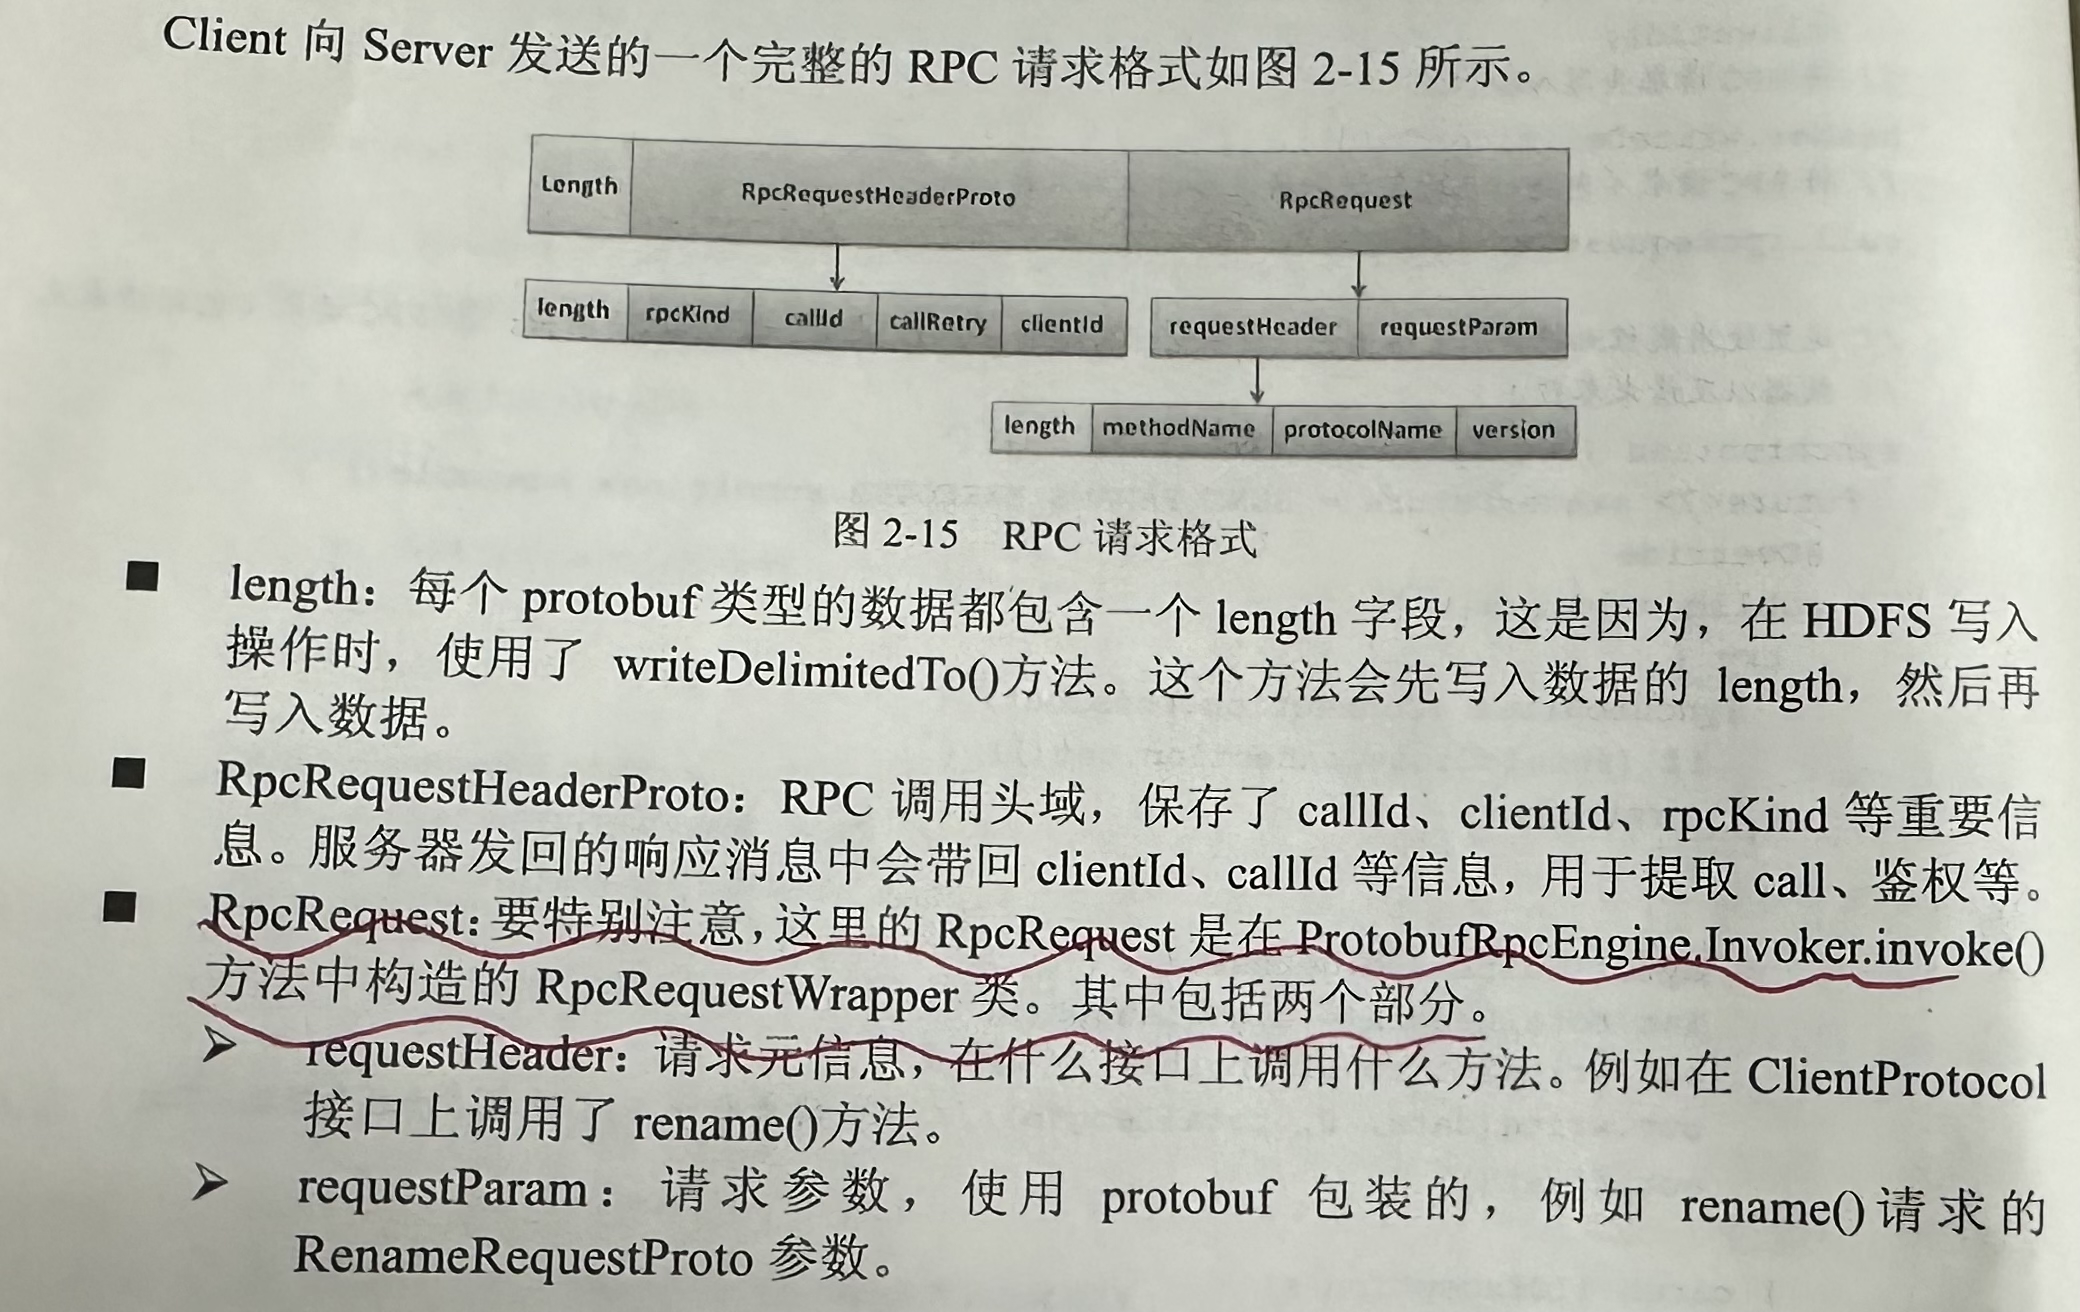 Client 向 Server 发送的一个完整的 RPC 请求格式如图 2-15 所示。
Length RpcRequestHeaderProto RpcRequest
length rpcKind callId callRetry clientId requestHeader requestParam
length methodName protocolName version
图 2-15 RPC 请求格式
■ length：每个 protobuf 类型的数据都包含一个 length 字段，这是因为，在 HDFS 写入
操作时，使用了 writeDelimitedTo()方法。这个方法会先写入数据的 length，然后再
写入数据。
■ RpcRequestHeaderProto：RPC 调用头域，保存了 callId、clientId、rpcKind 等重要信
息。服务器发回的响应消息中会带回 clientId、callId 等信息，用于提取 call、鉴权等。
■ RpcRequest：要特别注意，这里的 RpcRequest 是在 ProtobufRpcEngine.Invoker.invoke()
方法中构造的 RpcRequestWrapper 类。其中包括两个部分。
➢ requestHeader：请求元信息，在什么接口上调用什么方法。例如在 ClientProtocol
接口上调用了 rename()方法。
➢ requestParam：请求参数，使用 protobuf 包装的，例如 rename()请求的
RenameRequestProto 参数。